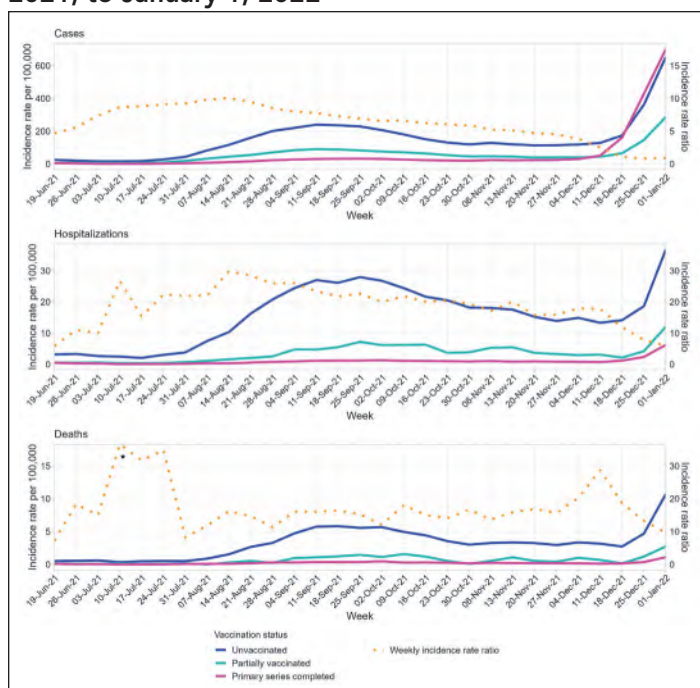 2021, to January 1, 2022
Cases
Incidence rate per 100,000
600
400
200
0
15
10
5
0
Incidence rate ratio
19-Jun-21
26-Jun-21
03-Jul-21
10-Jul-21
17-Jul-21
24-Jul-21
31-Jul-21
07-Aug-21
14-Aug-21
21-Aug-21
28-Aug-21
04-Sep-21
11-Sep-21
18-Sep-21
25-Sep-21
02-Oct-21
09-Oct-21
16-Oct-21
23-Oct-21
30-Oct-21
06-Nov-21
13-Nov-21
20-Nov-21
27-Nov-21
04-Dec-21
11-Dec-21
18-Dec-21
25-Dec-21
01-Jan-22
Week
Hospitalizations
Incidence rate per 100,000
30
20
10
0
30
20
10
0
Incidence rate ratio
19-Jun-21
26-Jun-21
03-Jul-21
10-Jul-21
17-Jul-21
24-Jul-21
31-Jul-21
07-Aug-21
14-Aug-21
21-Aug-21
28-Aug-21
04-Sep-21
11-Sep-21
18-Sep-21
25-Sep-21
02-Oct-21
09-Oct-21
16-Oct-21
23-Oct-21
30-Oct-21
06-Nov-21
13-Nov-21
20-Nov-21
27-Nov-21
04-Dec-21
11-Dec-21
18-Dec-21
25-Dec-21
01-Jan-22
Week
Deaths
Incidence rate per 100,000
15
10
5
0
30
20
10
0
Incidence rate ratio
19-Jun-21
26-Jun-21
03-Jul-21
10-Jul-21
17-Jul-21
24-Jul-21
31-Jul-21
07-Aug-21
14-Aug-21
21-Aug-21
28-Aug-21
04-Sep-21
11-Sep-21
18-Sep-21
25-Sep-21
02-Oct-21
09-Oct-21
16-Oct-21
23-Oct-21
30-Oct-21
06-Nov-21
13-Nov-21
20-Nov-21
27-Nov-21
04-Dec-21
11-Dec-21
18-Dec-21
25-Dec-21
01-Jan-22
Week
Vaccination status
Unvaccinated
Partially vaccinated
Primary series completed
Weekly incidence rate ratio